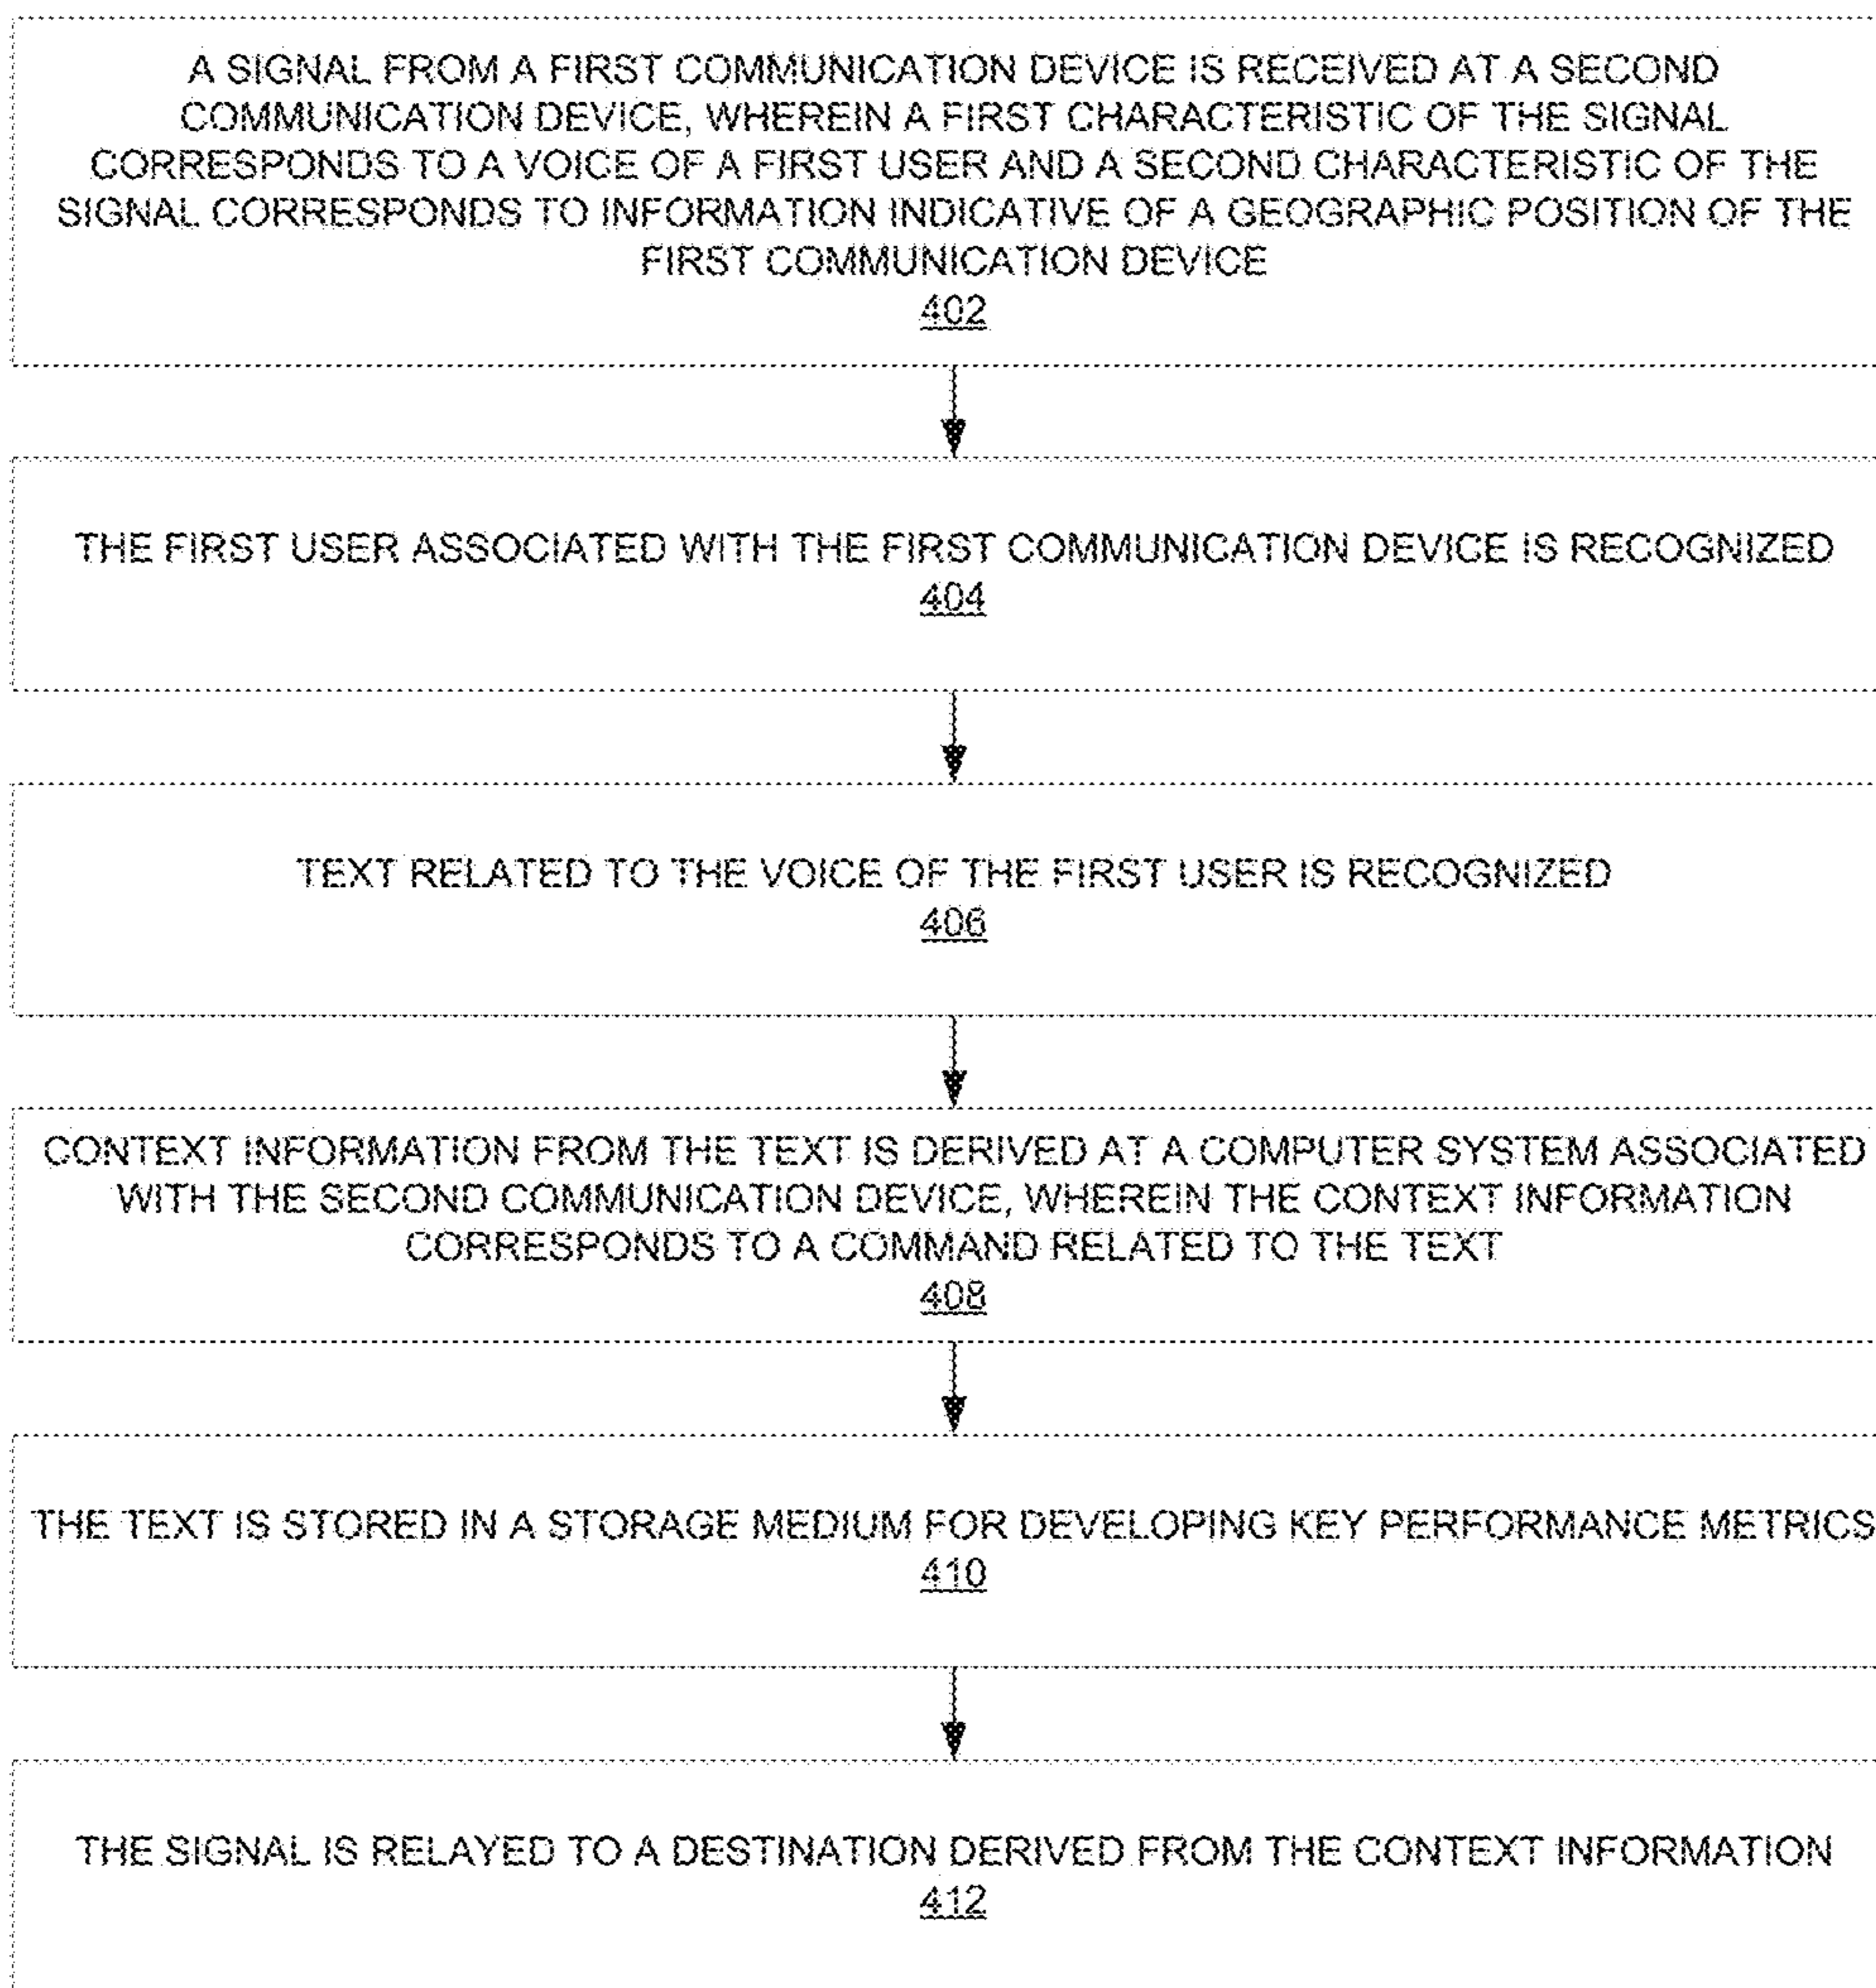 A SIGNAL FROM A FIRST COMMUNICATION DEVICE IS RECEIVED AT A SECOND
COMMUNICATION DEVICE, WHEREIN A FIRST CHARACTERISTIC OF THE SIGNAL
CORRESPONDS TO A VOICE OF A FIRST USER AND A SECOND CHARACTERISTIC OF THE
SIGNAL CORRESPONDS TO INFORMATION INDICATIVE OF A GEOGRAPHIC POSITION OF THE
FIRST COMMUNICATION DEVICE
402
THE FIRST USER ASSOCIATED WITH THE FIRST COMMUNICATION DEVICE IS RECOGNIZED
404
TEXT RELATED TO THE VOICE OF THE FIRST USER IS RECOGNIZED
406
CONTEXT INFORMATION FROM THE TEXT IS DERIVED AT A COMPUTER SYSTEM ASSOCIATED
WITH THE SECOND COMMUNICATION DEVICE, WHEREIN THE CONTEXT INFORMATION
CORRESPONDS TO A COMMAND RELATED TO THE TEXT
408
THE TEXT IS STORED IN A STORAGE MEDIUM FOR DEVELOPING KEY PERFORMANCE METRICS
410
THE SIGNAL IS RELAYED TO A DESTINATION DERIVED FROM THE CONTEXT INFORMATION
412